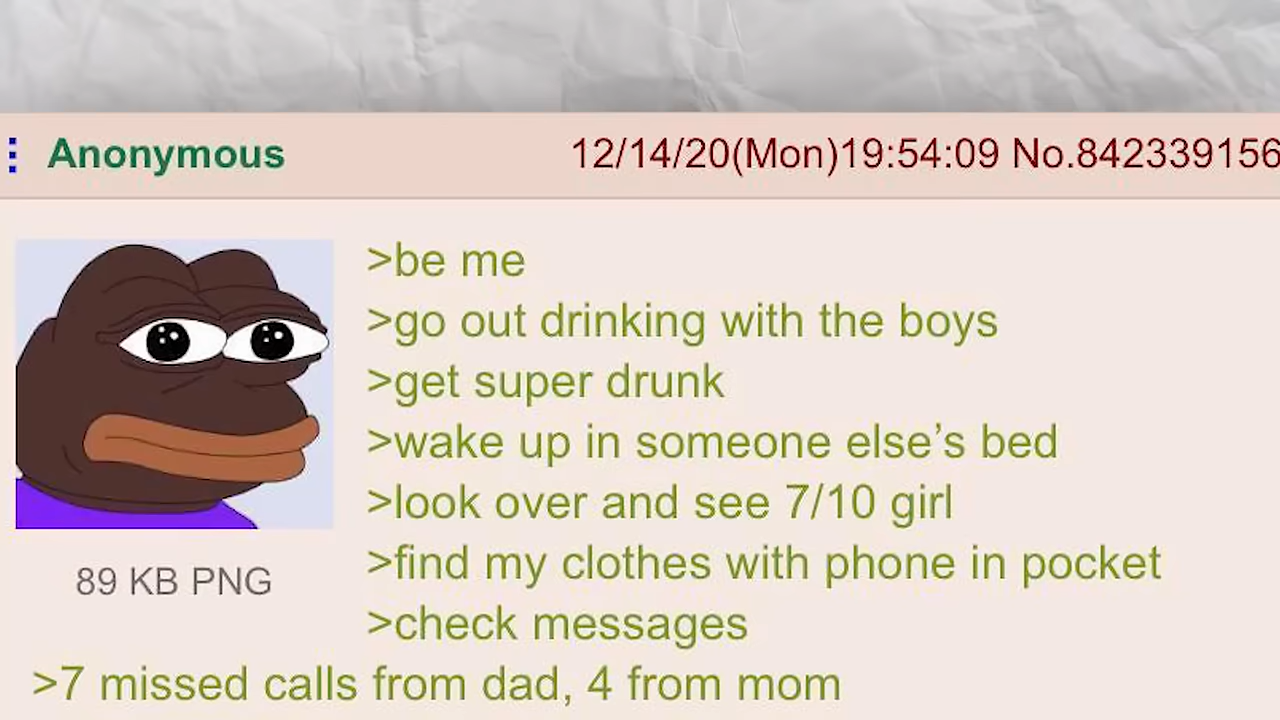 Anonymous 12/14/20(Mon)19:54:09 No.842339156
>be me
>go out drinking with the boys
>get super drunk
>wake up in someone else’s bed
>look over and see 7/10 girl
>find my clothes with phone in pocket
89 KB PNG
>check messages
>7 missed calls from dad, 4 from mom